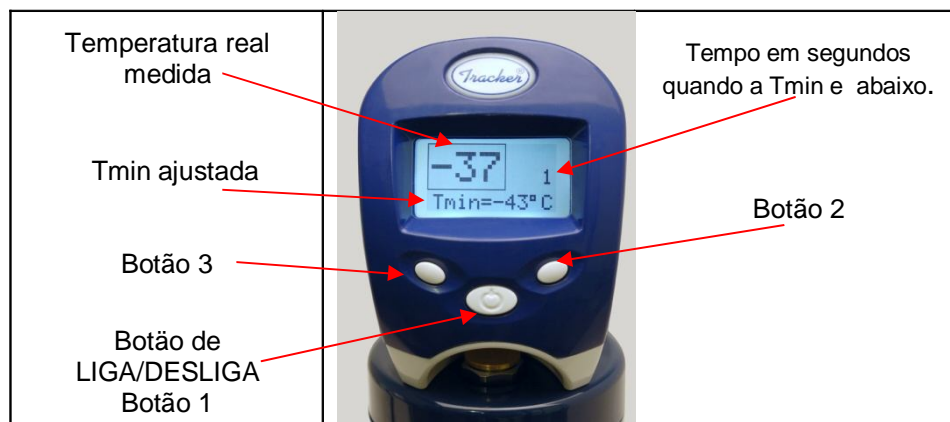 Temperatura real
medida
Tmin ajustada
Botão 3
Botäo de
LIGA/DESLIGA
Botão 1
Tracker®
-37
1
Tmin=-43°C
Tempo em segundos
quando a Tmin e abaixo.
Botão 2